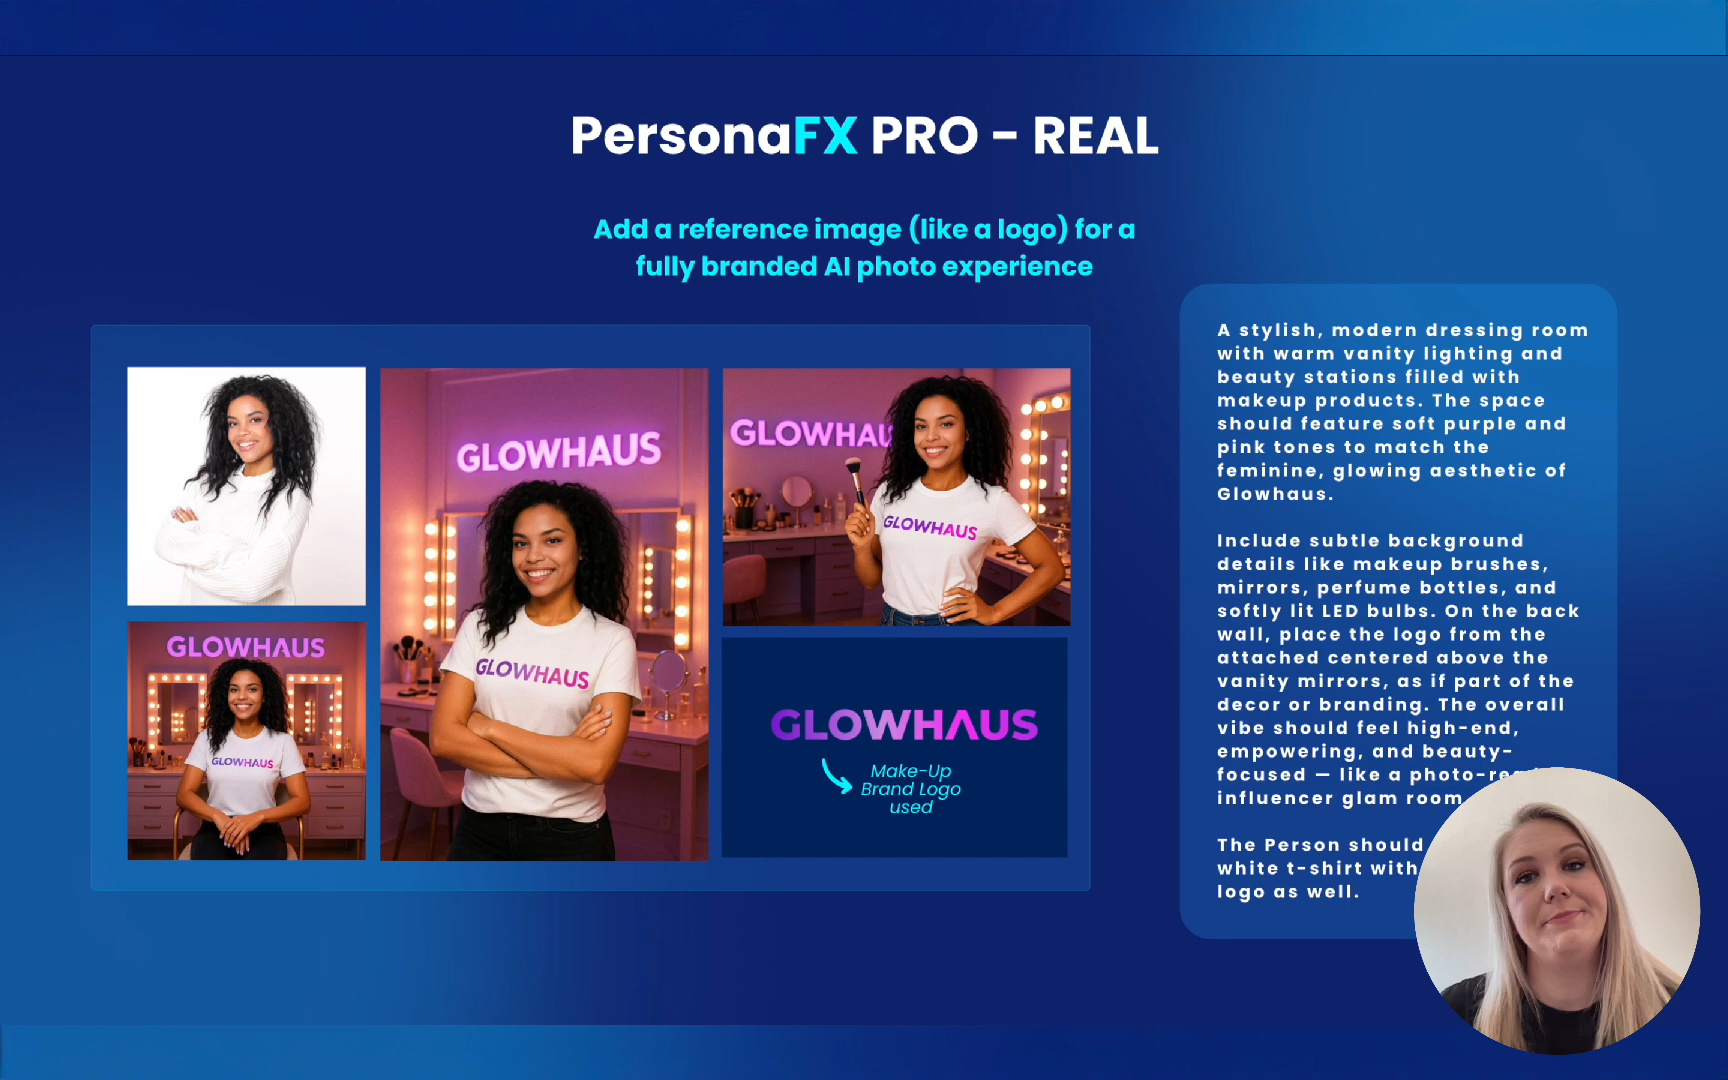 PersonaFX PRO – REAL
Add a reference image (like a logo) for a
fully branded AI photo experience
GLOWHAUS
GLOWHAUS
GLOWHAUS
GLOWHAUS
GLOWHAU
GLOWHAUS
GLOWHAUS
Make-Up
Brand Logo
used
A stylish, modern dressing room
with warm vanity lighting and
beauty stations filled with
makeup products. The space
should feature soft purple and
pink tones to match the
feminine, glowing aesthetic of
Glowhaus.
Include subtle background
details like makeup brushes,
mirrors, perfume bottles, and
softly lit LED bulbs. On the back
wall, place the logo from the
attached centered above the
vanity mirrors, as if part of the
decor or branding. The overall
vibe should feel high-end,
empowering, and beauty-
focused — like a
influencer glam room
The Person should
white t-shirt with
logo as well.